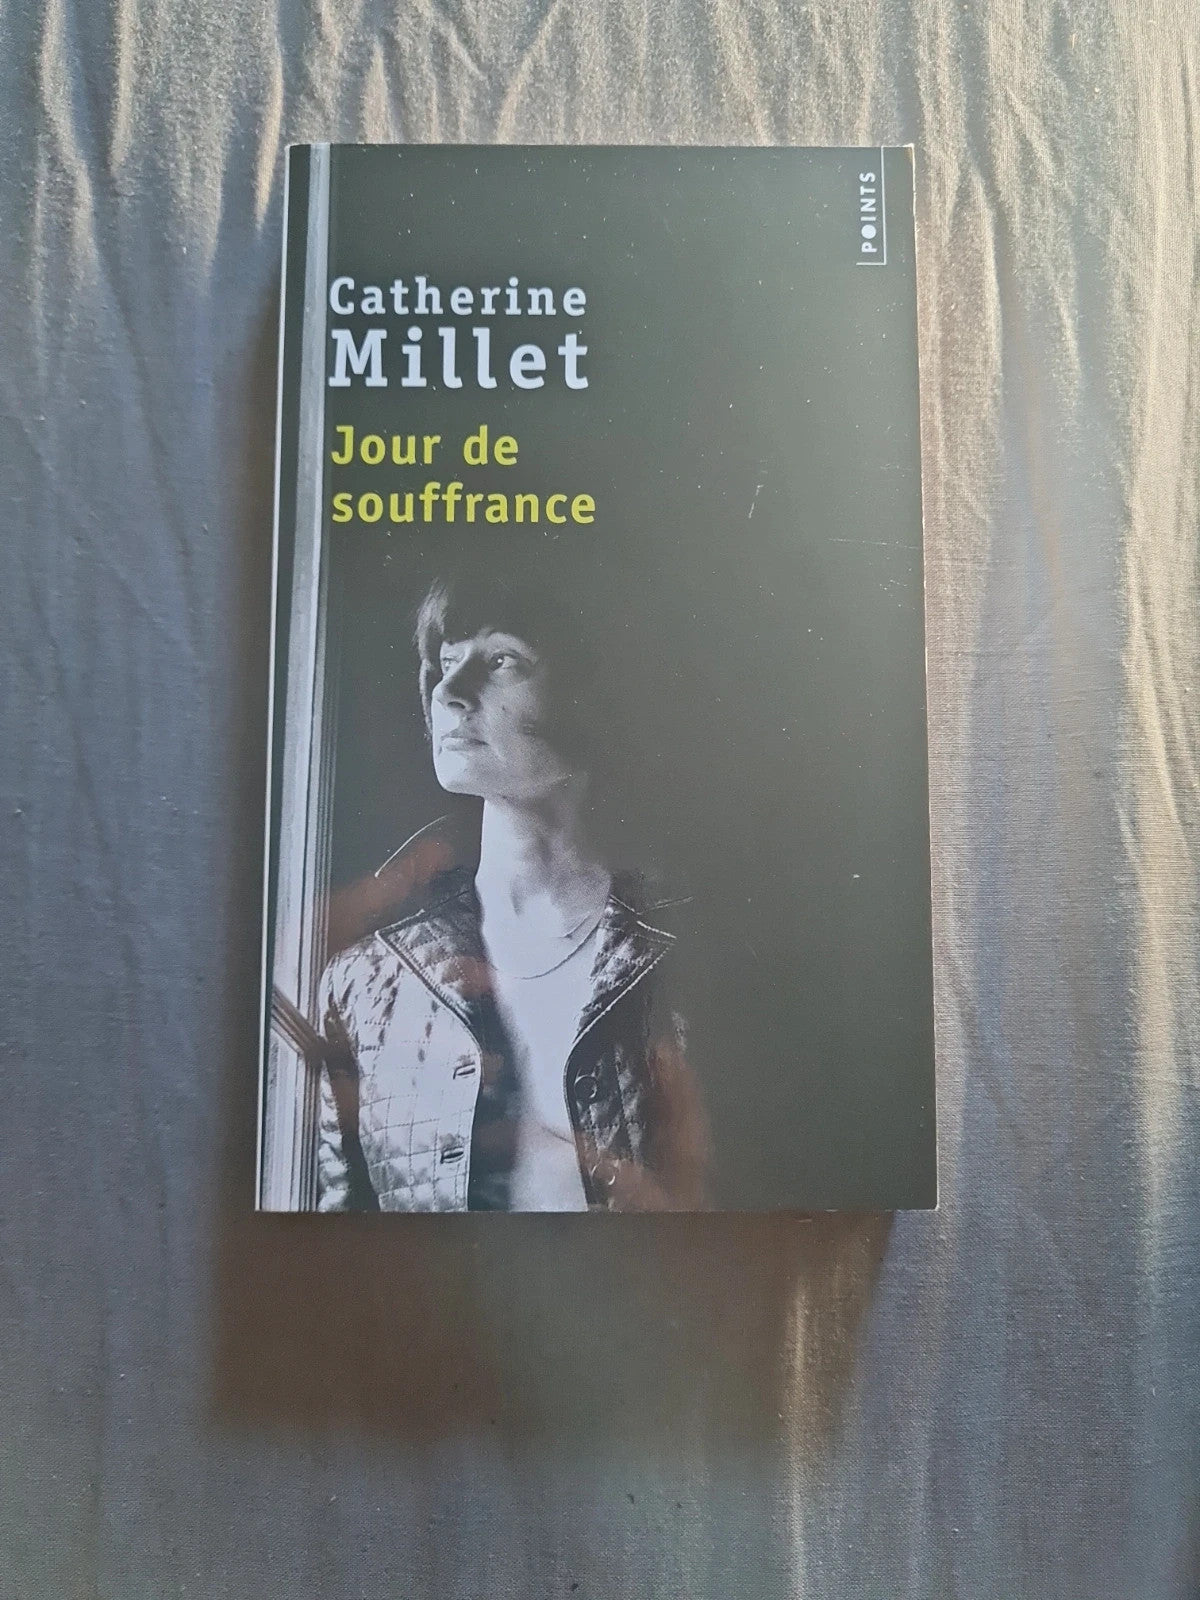 POINTS
Catherine
Millet
Jour de
souffrance